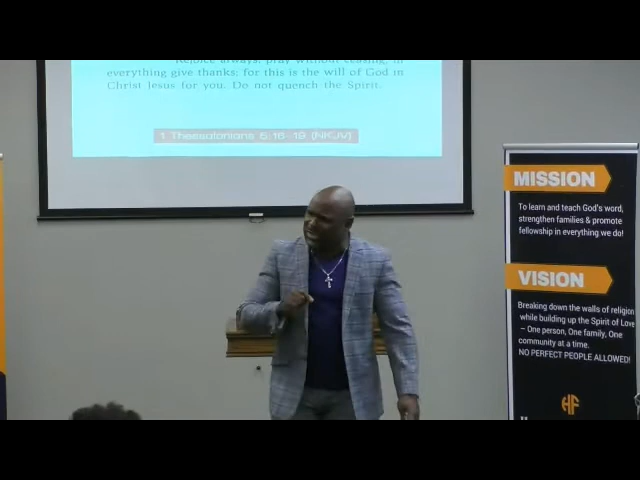 Rejoice always, pray without ceasing, in
everything give thanks; for this is the will of God in
Christ Jesus for you. Do not quench the Spirit.
1 Thessalonians 5:16-19 (NKJV)
MISSION
To learn and teach God's word,
strengthen families & promote
fellowship in everything we do!
VISION
Breaking down the walls of religion
while building up the Spirit of Love
– One person, One family, One
community at a time.
NO PERFECT PEOPLE ALLOWED!
HF